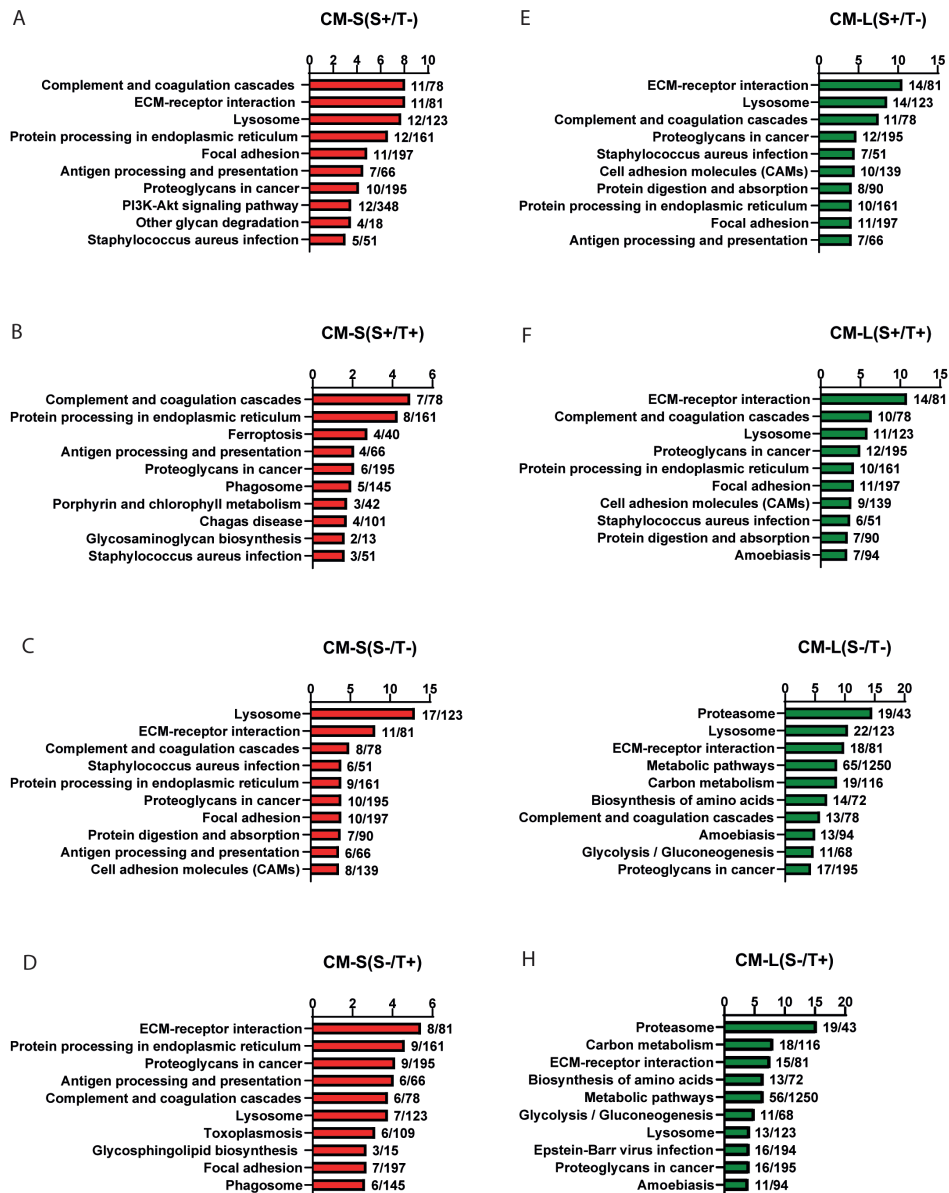 A
CM-S(S+/T-)
0 2 4 6 8 10
Complement and coagulation cascades 11/78
ECM-receptor interaction 11/81
Lysosome 12/123
Protein processing in endoplasmic reticulum 12/161
Focal adhesion 11/197
Antigen processing and presentation 7/66
Proteoglycans in cancer 10/195
PI3K-Akt signaling pathway 12/348
Other glycan degradation 4/18
Staphylococcus aureus infection 5/51
B
CM-S(S+/T+)
0 2 4 6
Complement and coagulation cascades 7/78
Protein processing in endoplasmic reticulum 8/161
Ferroptosis 4/40
Antigen processing and presentation 4/66
Proteoglycans in cancer 6/195
Phagosome 5/145
Porphyrin and chlorophyll metabolism 3/42
Chagas disease 4/101
Glycosaminoglycan biosynthesis 2/13
Staphylococcus aureus infection 3/51
C
CM-S(S-/T-)
0 5 10 15
Lysosome 17/123
ECM-receptor interaction 11/81
Complement and coagulation cascades 8/78
Staphylococcus aureus infection 6/51
Protein processing in endoplasmic reticulum 9/161
Proteoglycans in cancer 10/195
Focal adhesion 10/197
Protein digestion and absorption 7/90
Antigen processing and presentation 6/66
Cell adhesion molecules (CAMs) 8/139
D
CM-S(S-/T+)
0 2 4 6
ECM-receptor interaction 8/81
Protein processing in endoplasmic reticulum 9/161
Proteoglycans in cancer 9/195
Antigen processing and presentation 6/66
Complement and coagulation cascades 6/78
Lysosome 7/123
Toxoplasmosis 6/109
Glycosphingolipid biosynthesis 3/15
Focal adhesion 7/197
Phagosome 6/145
E
CM-L(S+/T-)
0 5 10 15
ECM-receptor interaction 14/81
Lysosome 14/123
Complement and coagulation cascades 11/78
Proteoglycans in cancer 12/195
Staphylococcus aureus infection 7/51
Cell adhesion molecules (CAMs) 10/139
Protein digestion and absorption 8/90
Protein processing in endoplasmic reticulum 10/161
Focal adhesion 11/197
Antigen processing and presentation 7/66
F
CM-L(S+/T+)
0 5 10 15
ECM-receptor interaction 14/81
Complement and coagulation cascades 10/78
Lysosome 11/123
Proteoglycans in cancer 12/195
Protein processing in endoplasmic reticulum 10/161
Focal adhesion 11/197
Cell adhesion molecules (CAMs) 9/139
Staphylococcus aureus infection 6/51
Protein digestion and absorption 7/90
Amoebiasis 7/94
CM-L(S-/T-)
0 5 10 15 20
Proteasome 19/43
Lysosome 22/123
ECM-receptor interaction 18/81
Metabolic pathways 65/1250
Carbon metabolism 19/116
Biosynthesis of amino acids 14/72
Complement and coagulation cascades 13/78
Amoebiasis 13/94
Glycolysis / Gluconeogenesis 11/68
Proteoglycans in cancer 17/195
H
CM-L(S-/T+)
0 5 10 15 20
Proteasome 19/43
Carbon metabolism 18/116
ECM-receptor interaction 15/81
Biosynthesis of amino acids 13/72
Metabolic pathways 56/1250
Glycolysis / Gluconeogenesis 11/68
Lysosome 13/123
Epstein-Barr virus infection 16/194
Proteoglycans in cancer 16/195
Amoebiasis 11/94